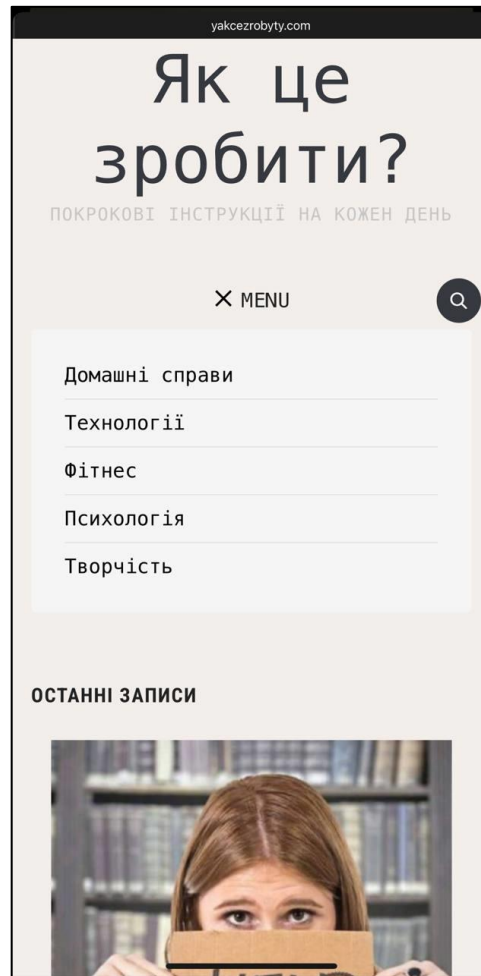 yakcezrobyty.com
Як це
зробити?
ПОКРОКОВІ ІНСТРУКЦІЇ НА КОЖЕН ДЕНЬ
MENU
Домашні справи
Технології
Фітнес
Психологія
Творчість
ОСТАННІ ЗАПИСИ